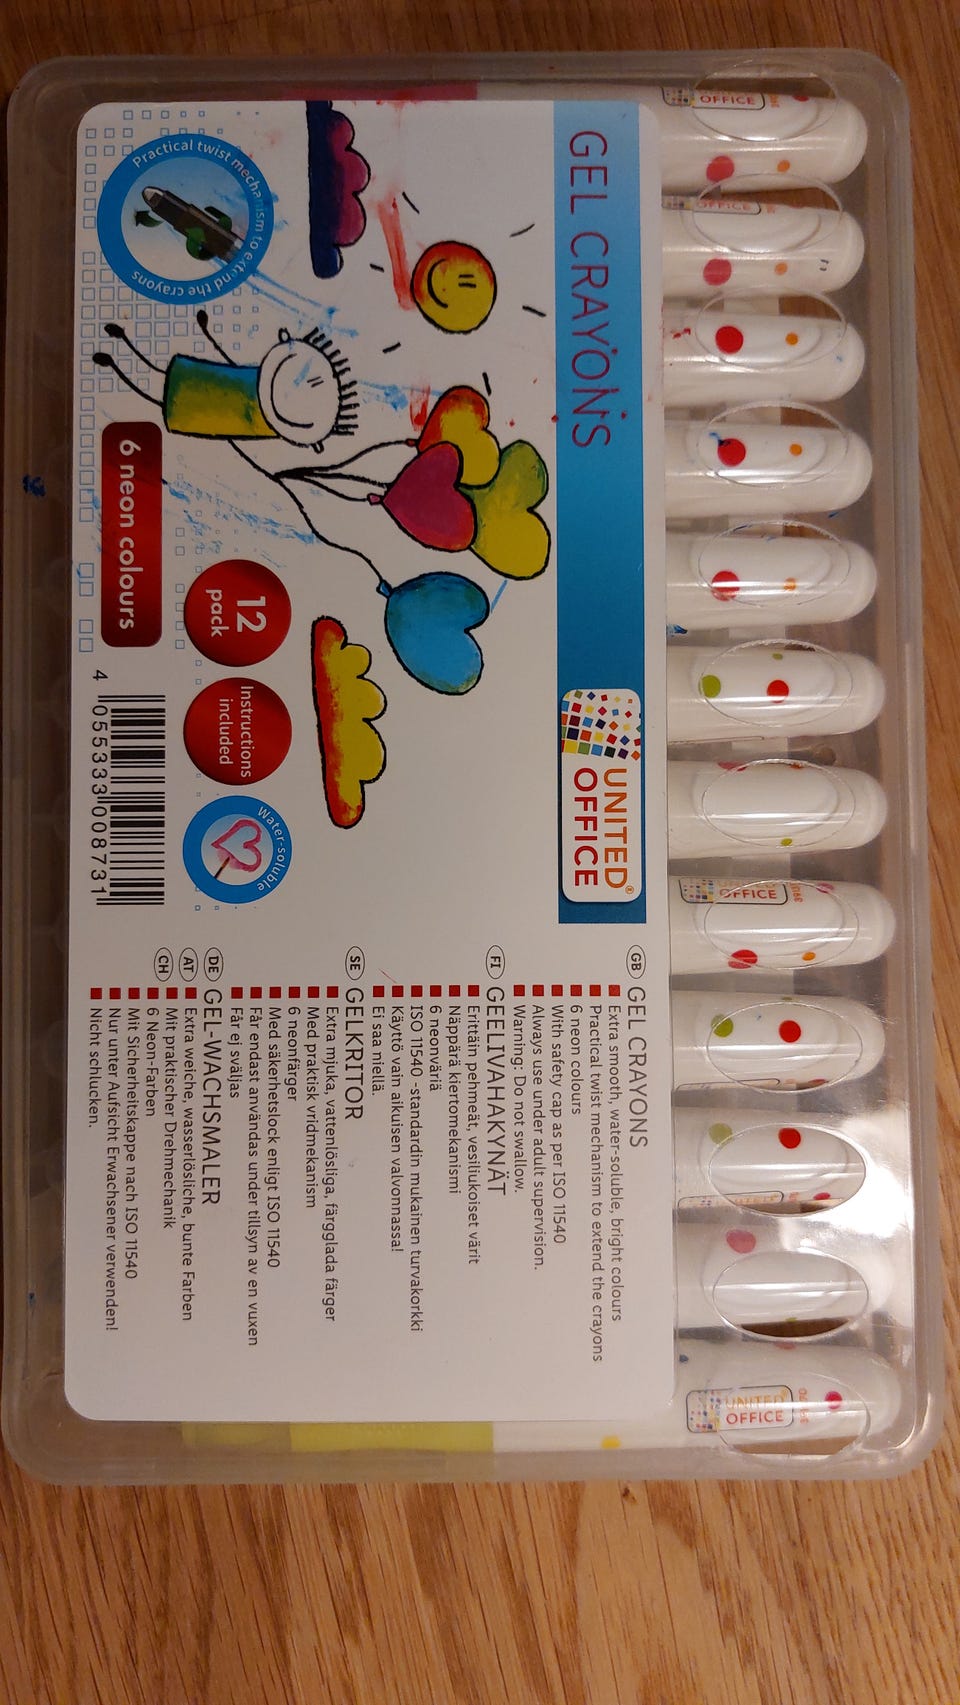 GEL CRAYONS
UNITED
OFFICE®
Practical twist mechanism to extend the crayons
6 neon colours
12
pack
Instructions
included
Water-soluble
4 055333 008731
GB GEL CRAYONS
Extra smooth, water-soluble, bright colours
Practical twist mechanism to extend the crayons
6 neon colours
With safety cap as per ISO 11540
Always use under adult supervision.
Warning: Do not swallow.
FI GEELIVAHAKYNÄT
Erittäin pehmeät, vesiliukoiset värit
Näppärä kiertomekanismi
6 neonväriä
ISO 11540 -standardin mukainen turvakorkki
Käyttö vain aikuisen valvonnassa!
Ei saa niellä.
SE GELKRITOR
Extra mjuka, vattenlösliga, färgglada färger
Med praktisk vridmekanism
6 neonfärger
Med säkerhetslock enligt ISO 11540
Får endast användas under tillsyn av en vuxen
Får ej sväljas
DE AT CH GEL-WACHSMALER
Extra weiche, wasserlösliche, bunte Farben
Mit praktischer Drehmechanik
6 Neon-Farben
Mit Sicherheitskappe nach ISO 11540
Nur unter Aufsicht Erwachsener verwenden!
Nicht schlucken.
OFFICE
OFFICE
OFFICE
UNITED
OFFICE